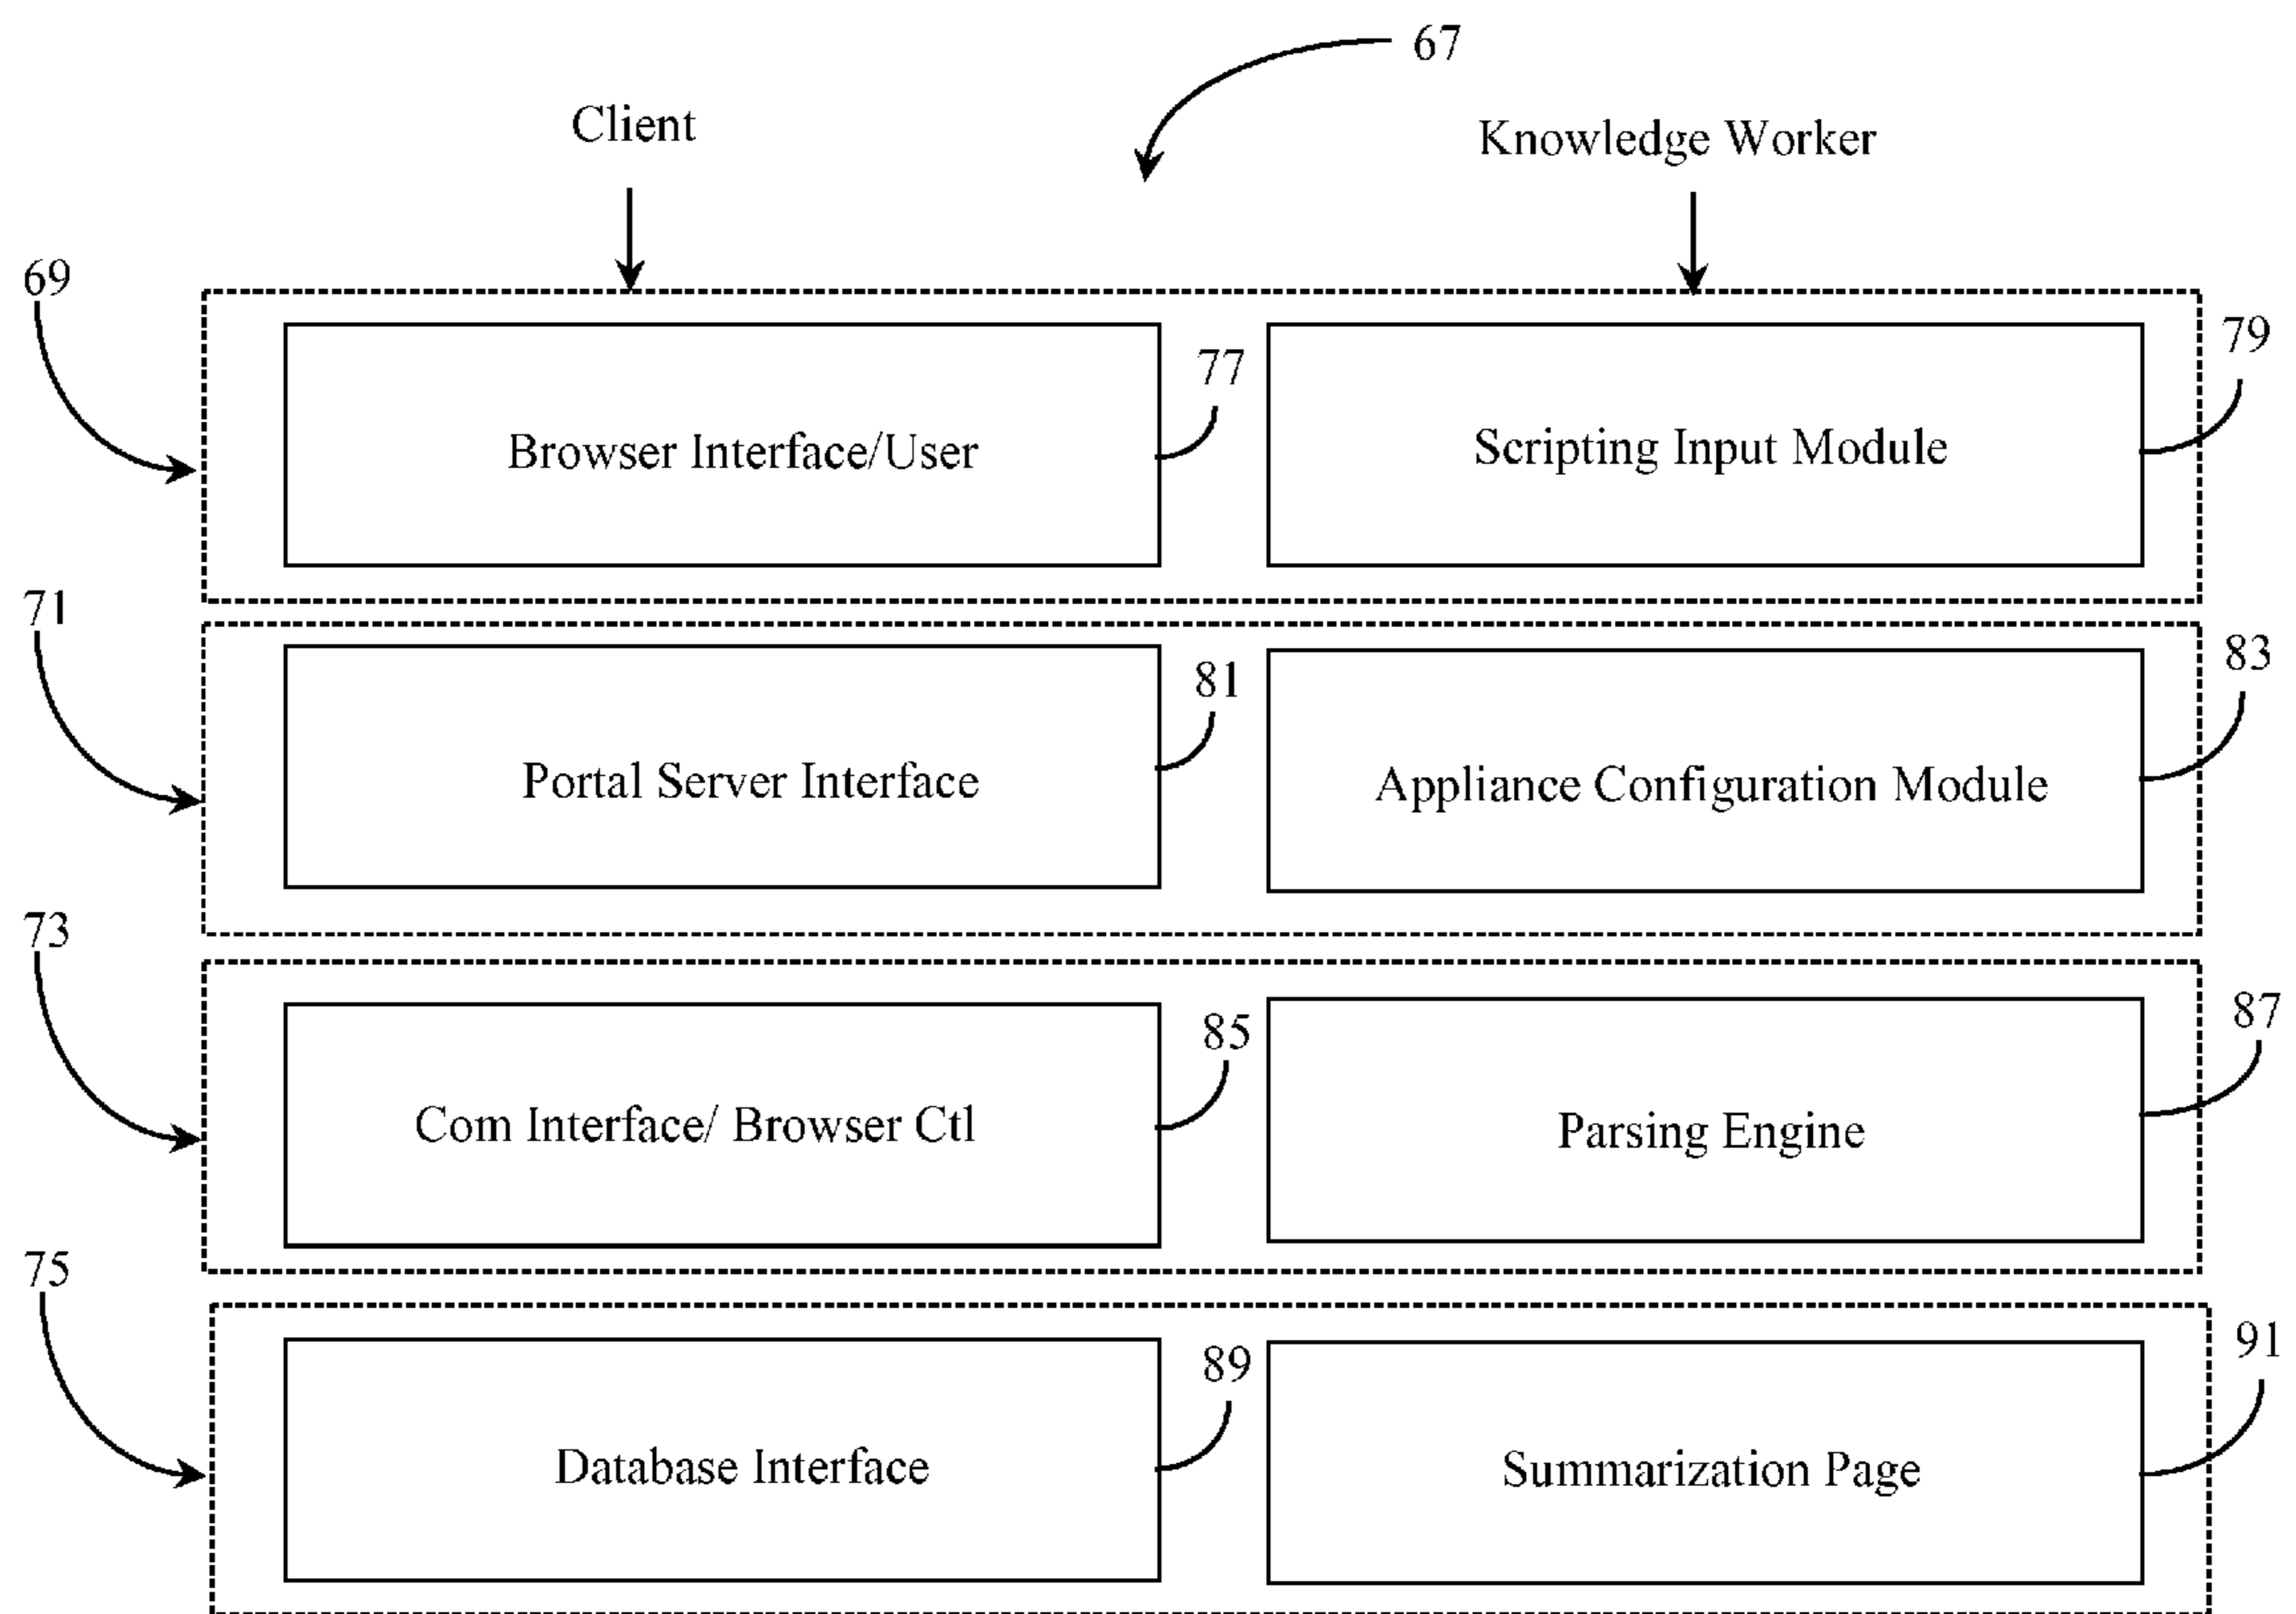 67
Client
Knowledge Worker
69
77
79
Browser Interface/User
Scripting Input Module
71
81
83
Portal Server Interface
Appliance Configuration Module
73
85
87
Com Interface/ Browser Ctl
Parsing Engine
75
89
91
Database Interface
Summarization Page